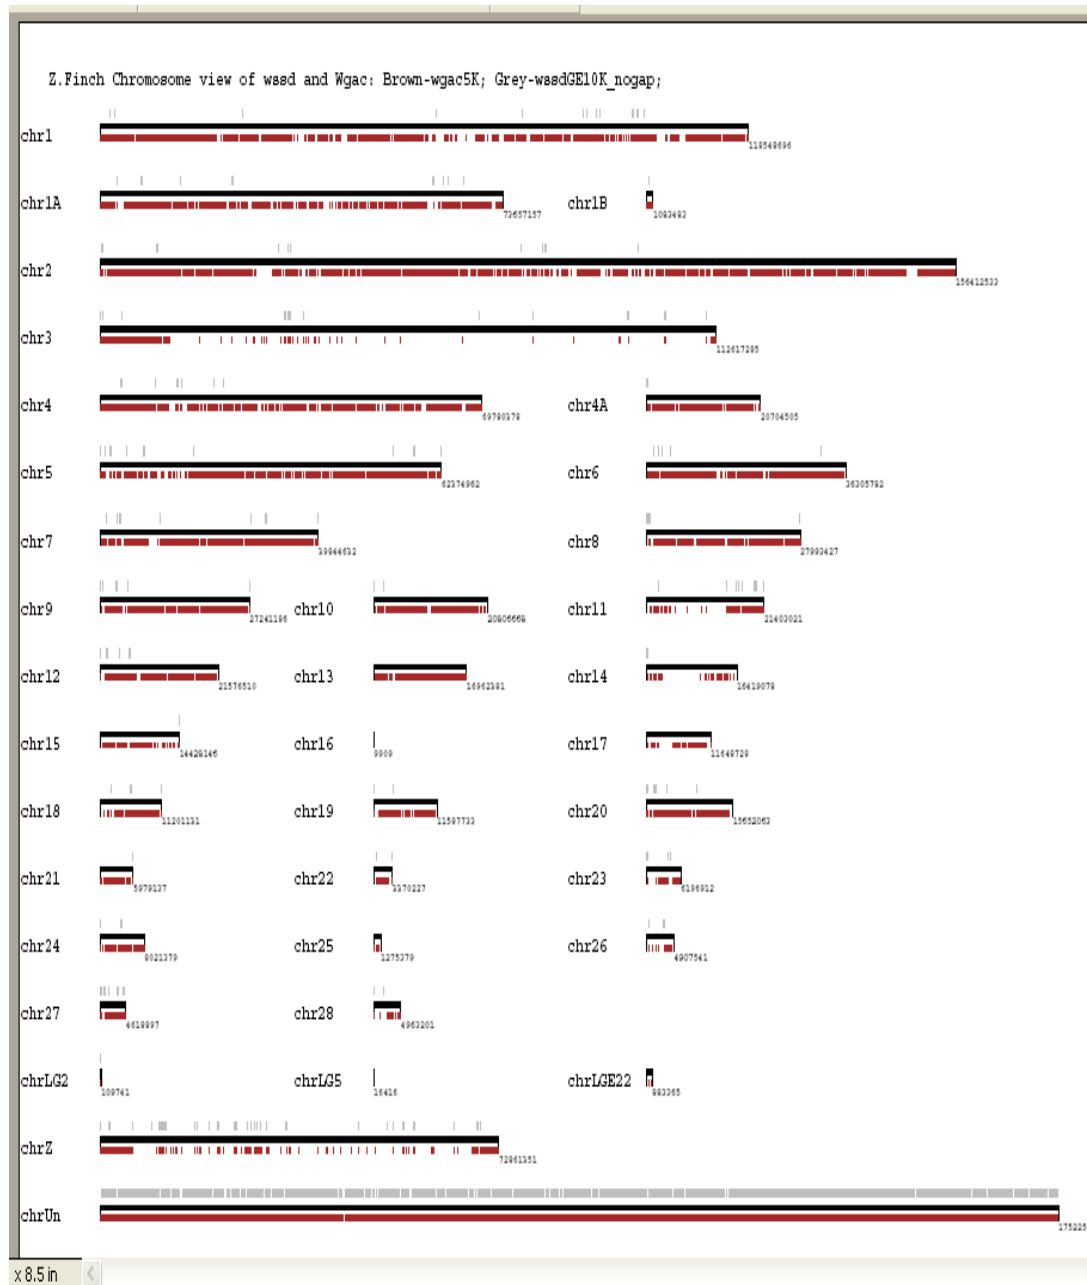 Z.Finch Chromosome view of wssd and Wgac: Brown-wgac5K; Grey-wssdGE10K_nogap;
chr1
118548696
chr1A chr1B
73657157 1083483
chr2
156412533
chr3
112617285
chr4 chr4A
69780378 20704505
chr5 chr6
62374962 36305782
chr7 chr8
39844632 27993427
chr9 chr10 chr11
27241186 20806668 21403021
chr12 chr13 chr14
21576510 16962381 16419078
chr15 chr16 chr17
14428146 9909 11648728
chr18 chr19 chr20
11201131 11587733 15652063
chr21 chr22 chr23
5979137 3370227 6196912
chr24 chr25 chr26
8021379 1275379 4907541
chr27 chr28
4618897 4963201
chrLG2 chrLG5 chrLGE22
109741 16416 883365
chrZ
72861351
chrUn
175225
x 8.5 in